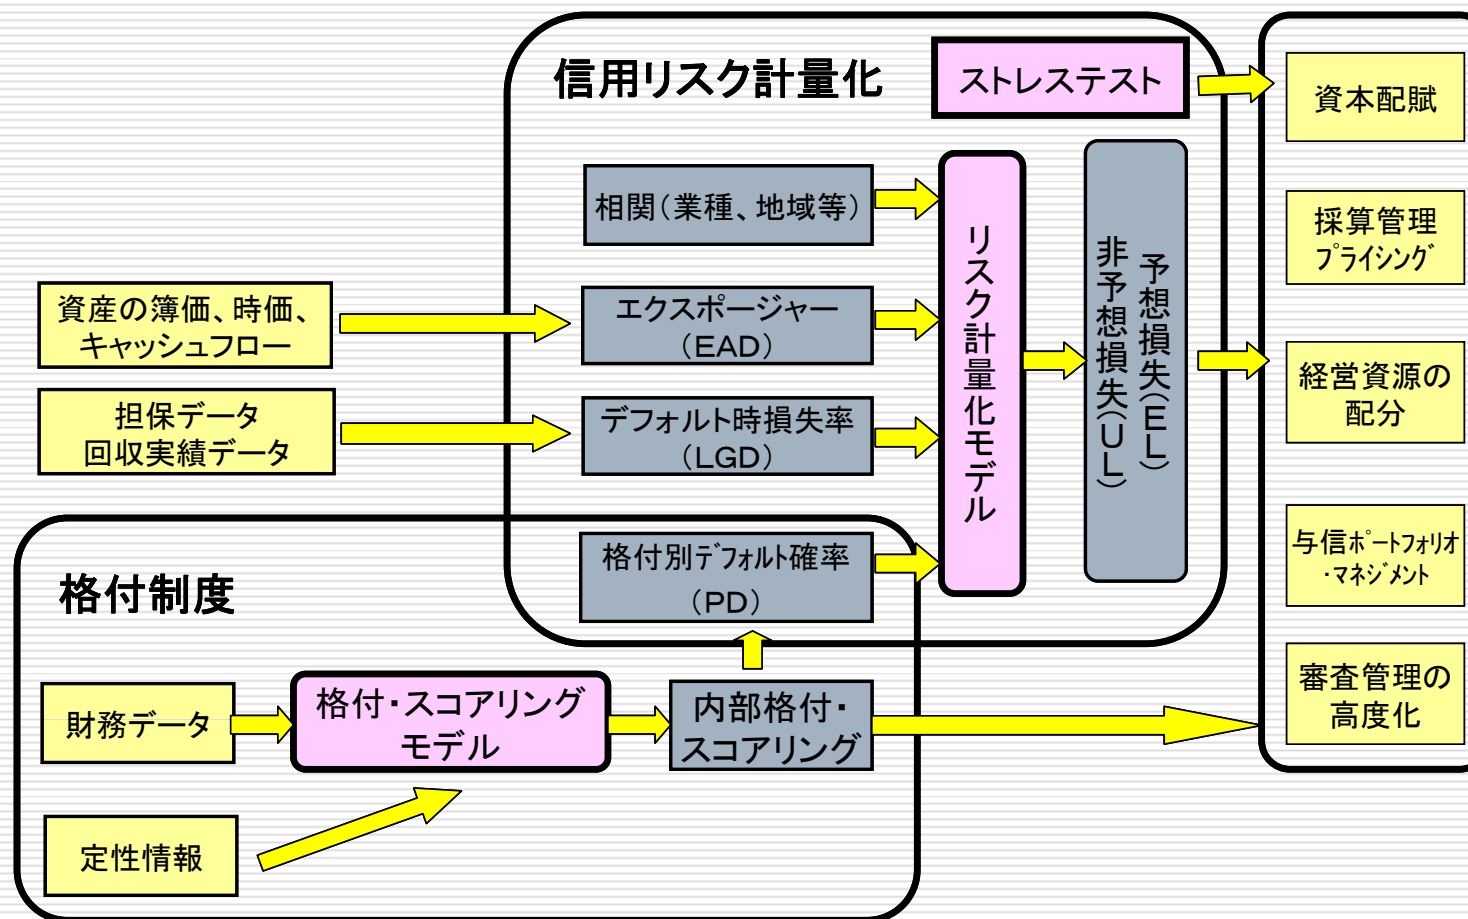 信用リスク計量化
ストレステスト
資本配賦
相関（業種、地域等）
採算管理
ﾌﾟﾗｲｼﾝｸﾞ
資産の簿価、時価、
キャッシュフロー
エクスポージャー
（EAD）
リスク計量化モデル
予想損失（ＥＬ）
非予想損失（ＵＬ）
経営資源の
配分
担保データ
回収実績データ
デフォルト時損失率
（LGD）
格付別ﾃﾞﾌｫﾙﾄ確率
（PD）
与信ﾎﾟｰﾄﾌｫﾘｵ
・ﾏﾈｼﾞﾒﾝﾄ
格付制度
財務データ
格付・スコアリング
モデル
内部格付・
スコアリング
審査管理の
高度化
定性情報